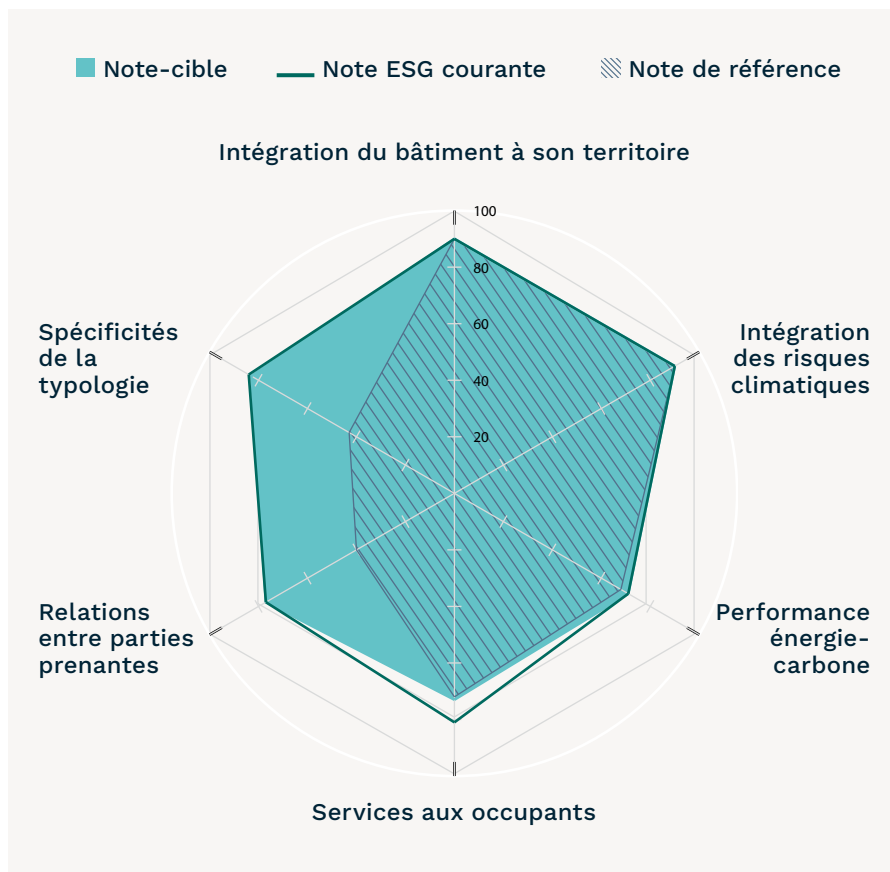 Note-cible
Note ESG courante
Note de référence
Intégration du bâtiment à son territoire
100
80
60
40
20
Spécificités
de la
typologie
Intégration
des risques
climatiques
Relations
entre parties
prenantes
Performance
énergie-
carbone
Services aux occupants